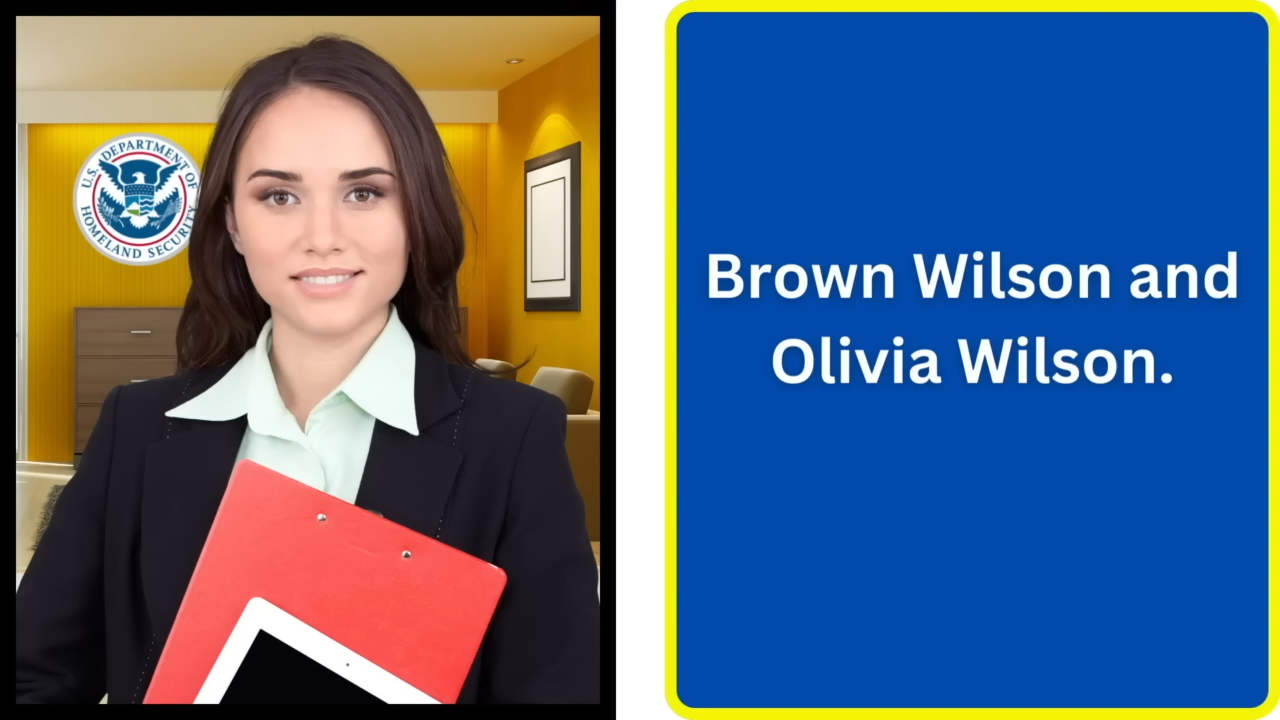 U.S. DEPARTMENT OF
HOMELAND SECURITY
Brown Wilson and
Olivia Wilson.